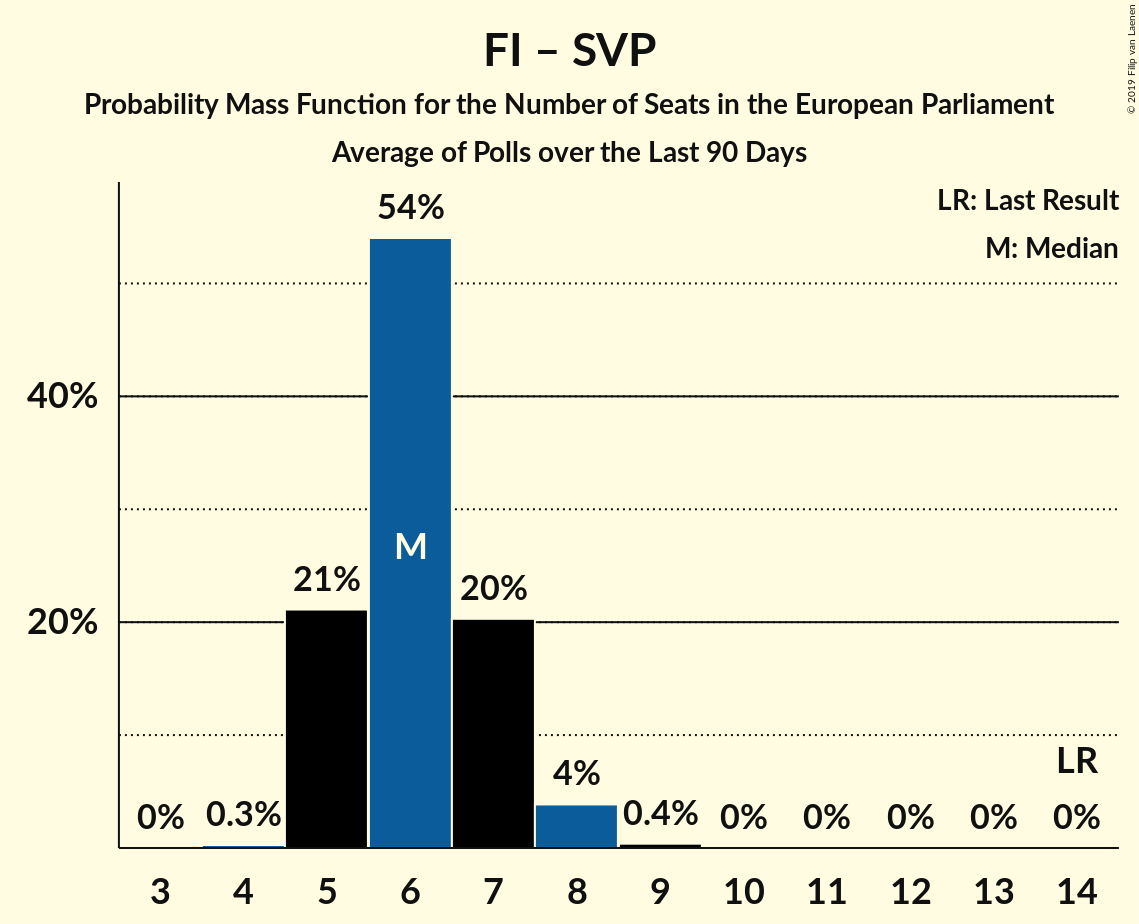 FI – SVP
Probability Mass Function for the Number of Seats in the European Parliament
Average of Polls over the Last 90 Days
© 2019 Filip van Laenen
LR: Last Result
M: Median
54%
40%
M
21%
20%
20%
LR
4%
0%
0.3%
0.4%
0%
0%
0%
0%
0%
3 4 5 6 7 8 9 10 11 12 13 14